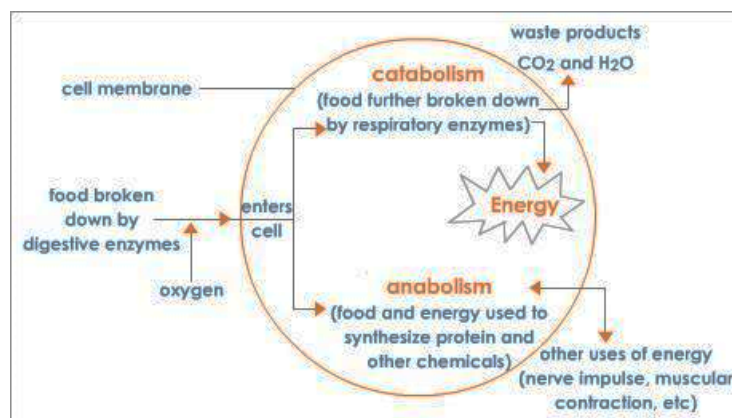 waste products
CO2 and H2O
catabolism
cell membrane
(food further broken down
by respiratory enzymes)
food broken
down by
digestive enzymes
enters
cell
Energy
oxygen
anabolism
(food and energy used to
synthesize protein and
other chemicals)
other uses of energy
(nerve impulse, muscular
contraction, etc)